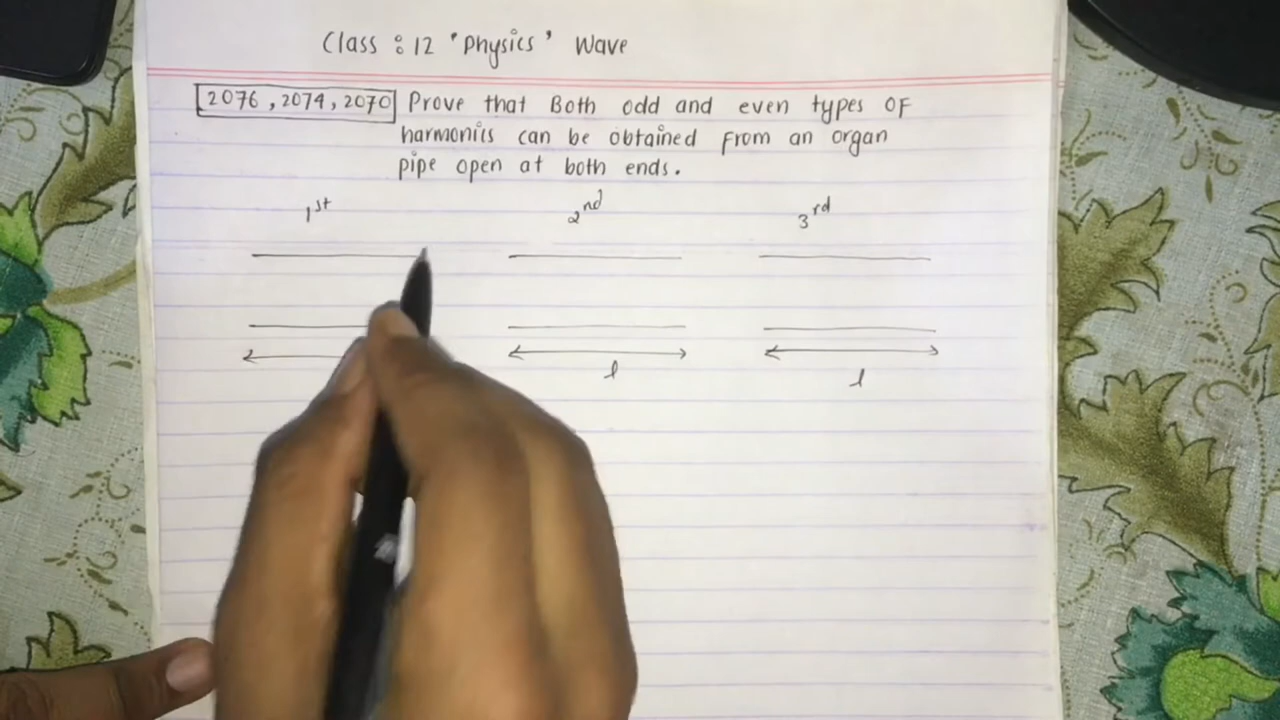 Class : 12 'Physics' Wave
2076, 2074, 2070 Prove that Both odd and even types of
harmonics can be obtained from an organ
pipe open at both ends.
1st 2nd 3rd
l l